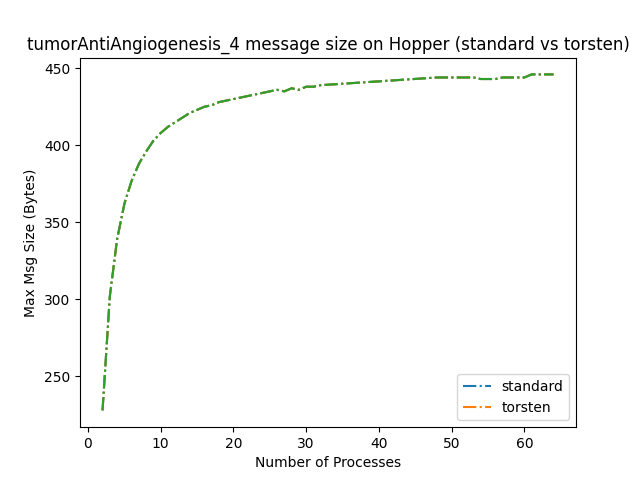 tumorAntiAngiogenesis_4 message size on Hopper (standard vs torsten)
Max Msg Size (Bytes)
450
400
350
300
250
0 10 20 30 40 50 60
Number of Processes
standard
torsten